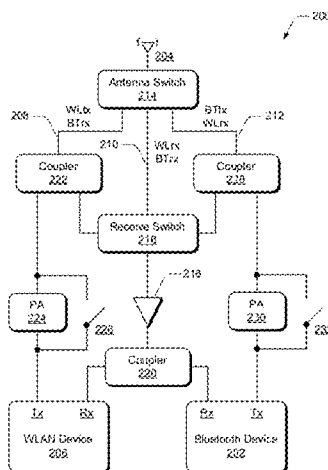 200
204
Antenna Switch
214
208
WLtx
BTrx
210
WLrx
BTrx
BTtx
WLrx
212
Coupler
222
Coupler
228
Receive Switch
218
216
PA
224
226
PA
230
Coupler
220
Tx
Rx
WLAN Device
206
Rx
Tx
Bluetooth Device
202